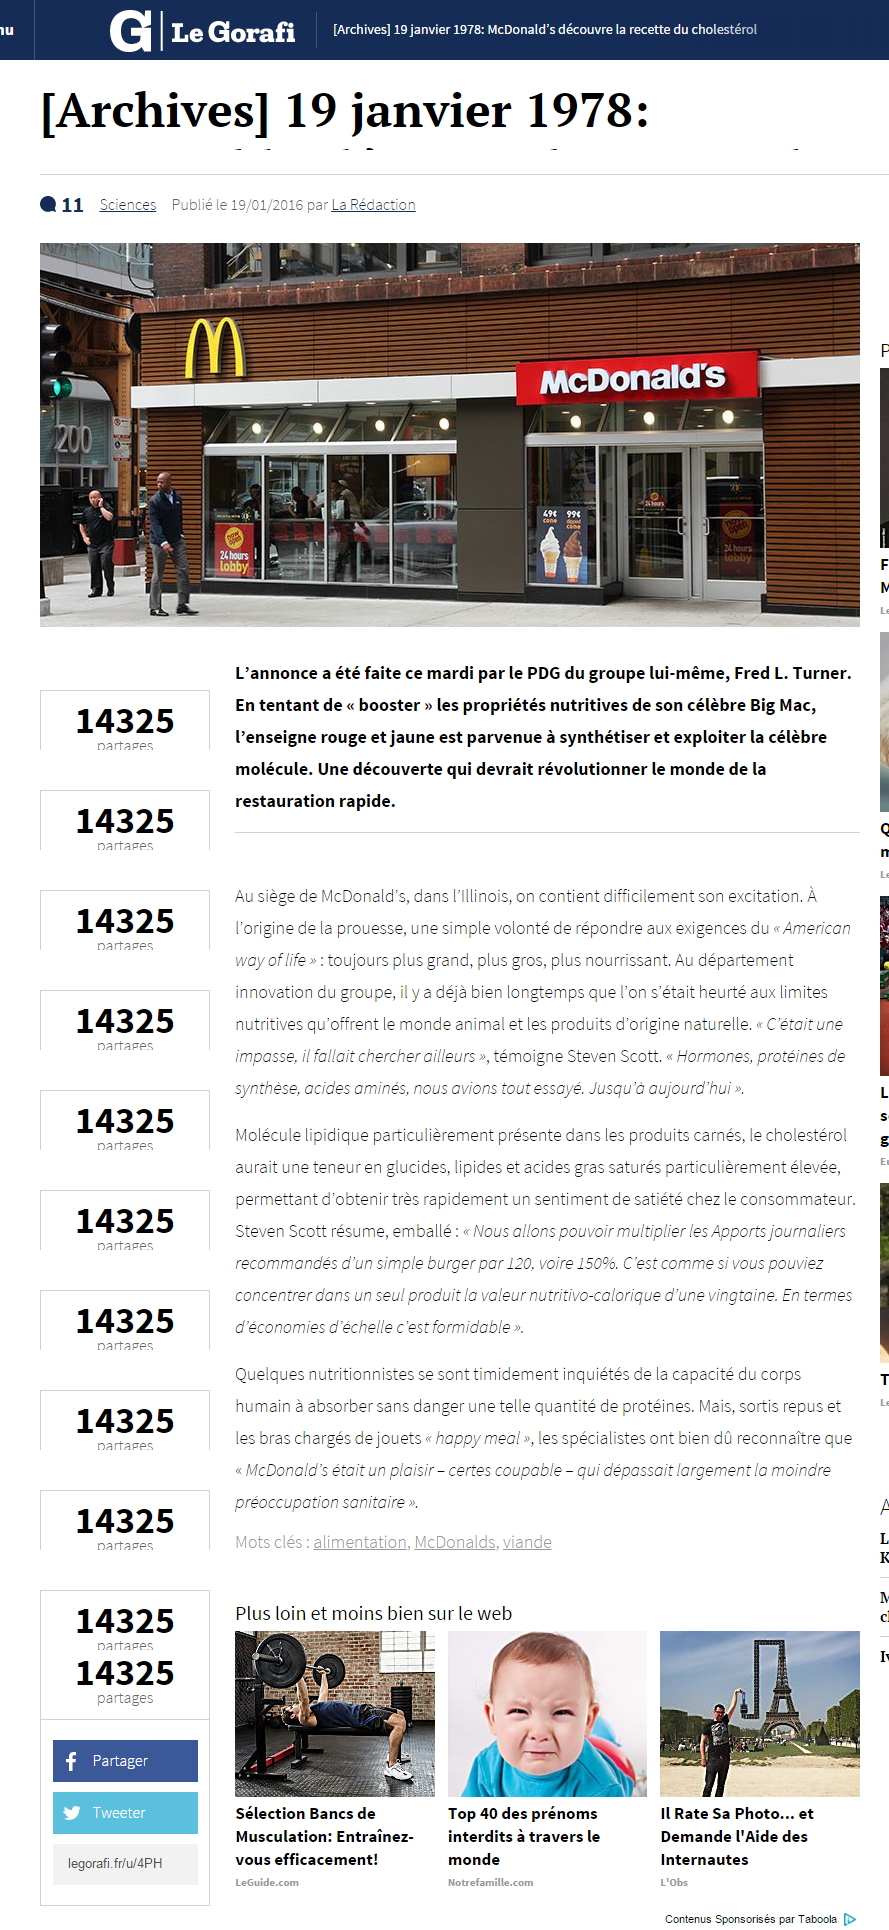 nu
G Le Gorafi
[Archives] 19 janvier 1978: McDonald’s découvre la recette du cholestérol
[Archives] 19 janvier 1978:
11 Sciences Publié le 19/01/2016 par La Rédaction
P
M
McDonald's
200
49¢ 99¢
cone dipped cone
24 hours
now open
24 hours
lobby
L’annonce a été faite ce mardi par le PDG du groupe lui-même, Fred L. Turner.
En tentant de « booster » les propriétés nutritives de son célèbre Big Mac,
l’enseigne rouge et jaune est parvenue à synthétiser et exploiter la célèbre
molécule. Une découverte qui devrait révolutionner le monde de la
restauration rapide.
14325
partages
14325
partages
14325
partages
14325
partages
14325
partages
14325
partages
14325
partages
14325
partages
14325
partages
14325
partages
14325
partages
Partager
Tweeter
legorafi.fr/u/4PH
Au siège de McDonald’s, dans l’Illinois, on contient difficilement son excitation. À
l’origine de la prouesse, une simple volonté de répondre aux exigences du « American
way of life » : toujours plus grand, plus gros, plus nourrissant. Au département
innovation du groupe, il y a déjà bien longtemps que l’on s’était heurté aux limites
nutritives qu’offrent le monde animal et les produits d’origine naturelle. « C’était une
impasse, il fallait chercher ailleurs », témoigne Steven Scott. « Hormones, protéines de
synthèse, acides aminés, nous avions tout essayé. Jusqu’à aujourd’hui ».
Molécule lipidique particulièrement présente dans les produits carnés, le cholestérol
aurait une teneur en glucides, lipides et acides gras saturés particulièrement élevée,
permettant d’obtenir très rapidement un sentiment de satiété chez le consommateur.
Steven Scott résume, emballé : « Nous allons pouvoir multiplier les Apports journaliers
recommandés d’un simple burger par 120, voire 150%. C’est comme si vous pouviez
concentrer dans un seul produit la valeur nutritivo-calorique d’une vingtaine. En termes
d’économies d’échelle c’est formidable ».
Quelques nutritionnistes se sont timidement inquiétés de la capacité du corps
humain à absorber sans danger une telle quantité de protéines. Mais, sortis repus et
les bras chargés de jouets « happy meal », les spécialistes ont bien dû reconnaître que
« McDonald’s était un plaisir – certes coupable – qui dépassait largement la moindre
préoccupation sanitaire ».
Mots clés : alimentation, McDonalds, viande
Plus loin et moins bien sur le web
Sélection Bancs de
Musculation: Entraînez-
vous efficacement!
LeGuide.com
Top 40 des prénoms
interdits à travers le
monde
Notrefamille.com
Il Rate Sa Photo... et
Demande l'Aide des
Internautes
L'Obs
Contenus Sponsorisés par Taboola